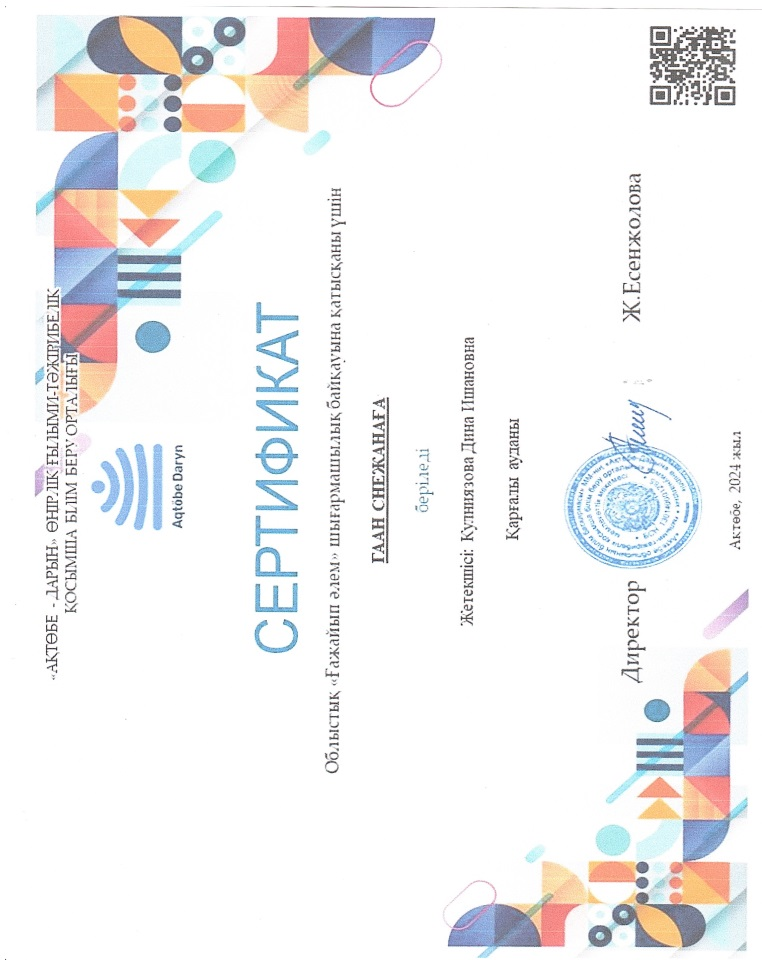 «АҚТӨБЕ - ДАРЫН» ӨҢІРЛІК ҒЫЛЫМИ-ТӘЖІРИБЕЛІК
ҚОСЫМША БІЛІМ БЕРУ ОРТАЛЫҒЫ
Aqtobe Daryn
СЕРТИФИКАТ
Облыстық «Ғажайып әлем» шығармашылық байқауына қатысқаны үшін
ГААН СНЕЖАНАҒА
беріледі
Жетекшісі: Кулниязова Дина Ишановна
Қарғалы ауданы
Директор Ж.Есенжолова
Ақтөбе, 2024 жыл